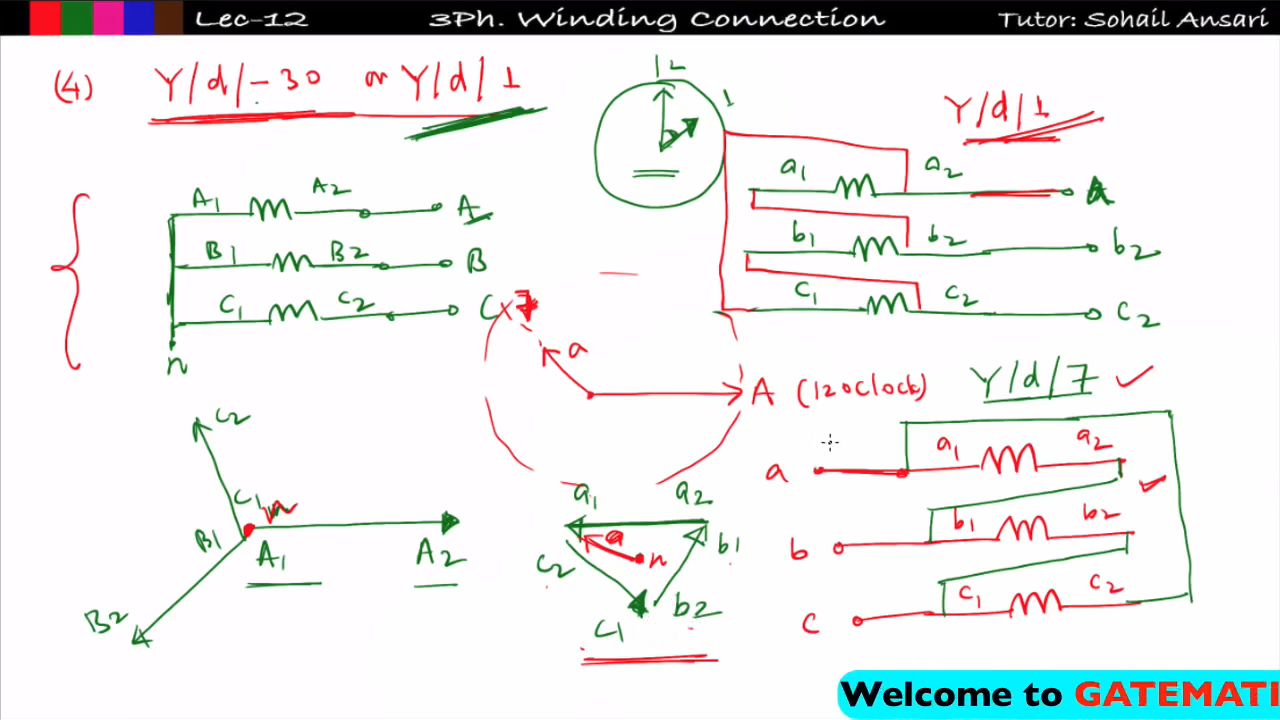 Lec-12 3Ph. Winding Connection Tutor: Sohail Ansari
(4) Y/d/-30 or Y/d/1
12
1
Y/d/1
A1 A2 A
B1 B2 B
C1 C2 C
n
a1 a2
b1 b2 b2
c1 c2 c2
x 7
a
A (12 o clock)
Y/d/7
C2
C1 n
B1 A1 A2
B2
a1 a2
a n
c2 b1
c1 b2
a a1 a2
b b1 b2
c c1 c2
Welcome to GATEMATI